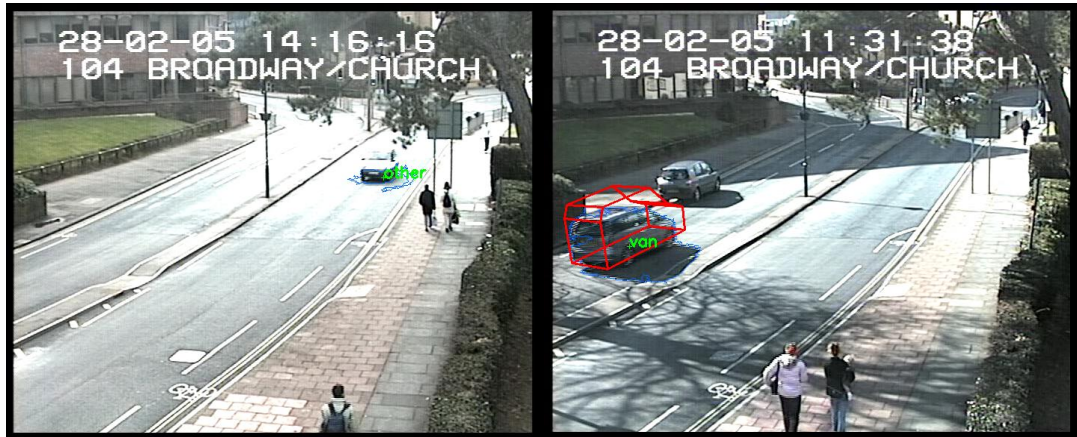 28-02-05 14:16:16
104 BROADWAY/CHURCH
other
28-02-05 11:31:38
104 BROADWAY/CHURCH
van